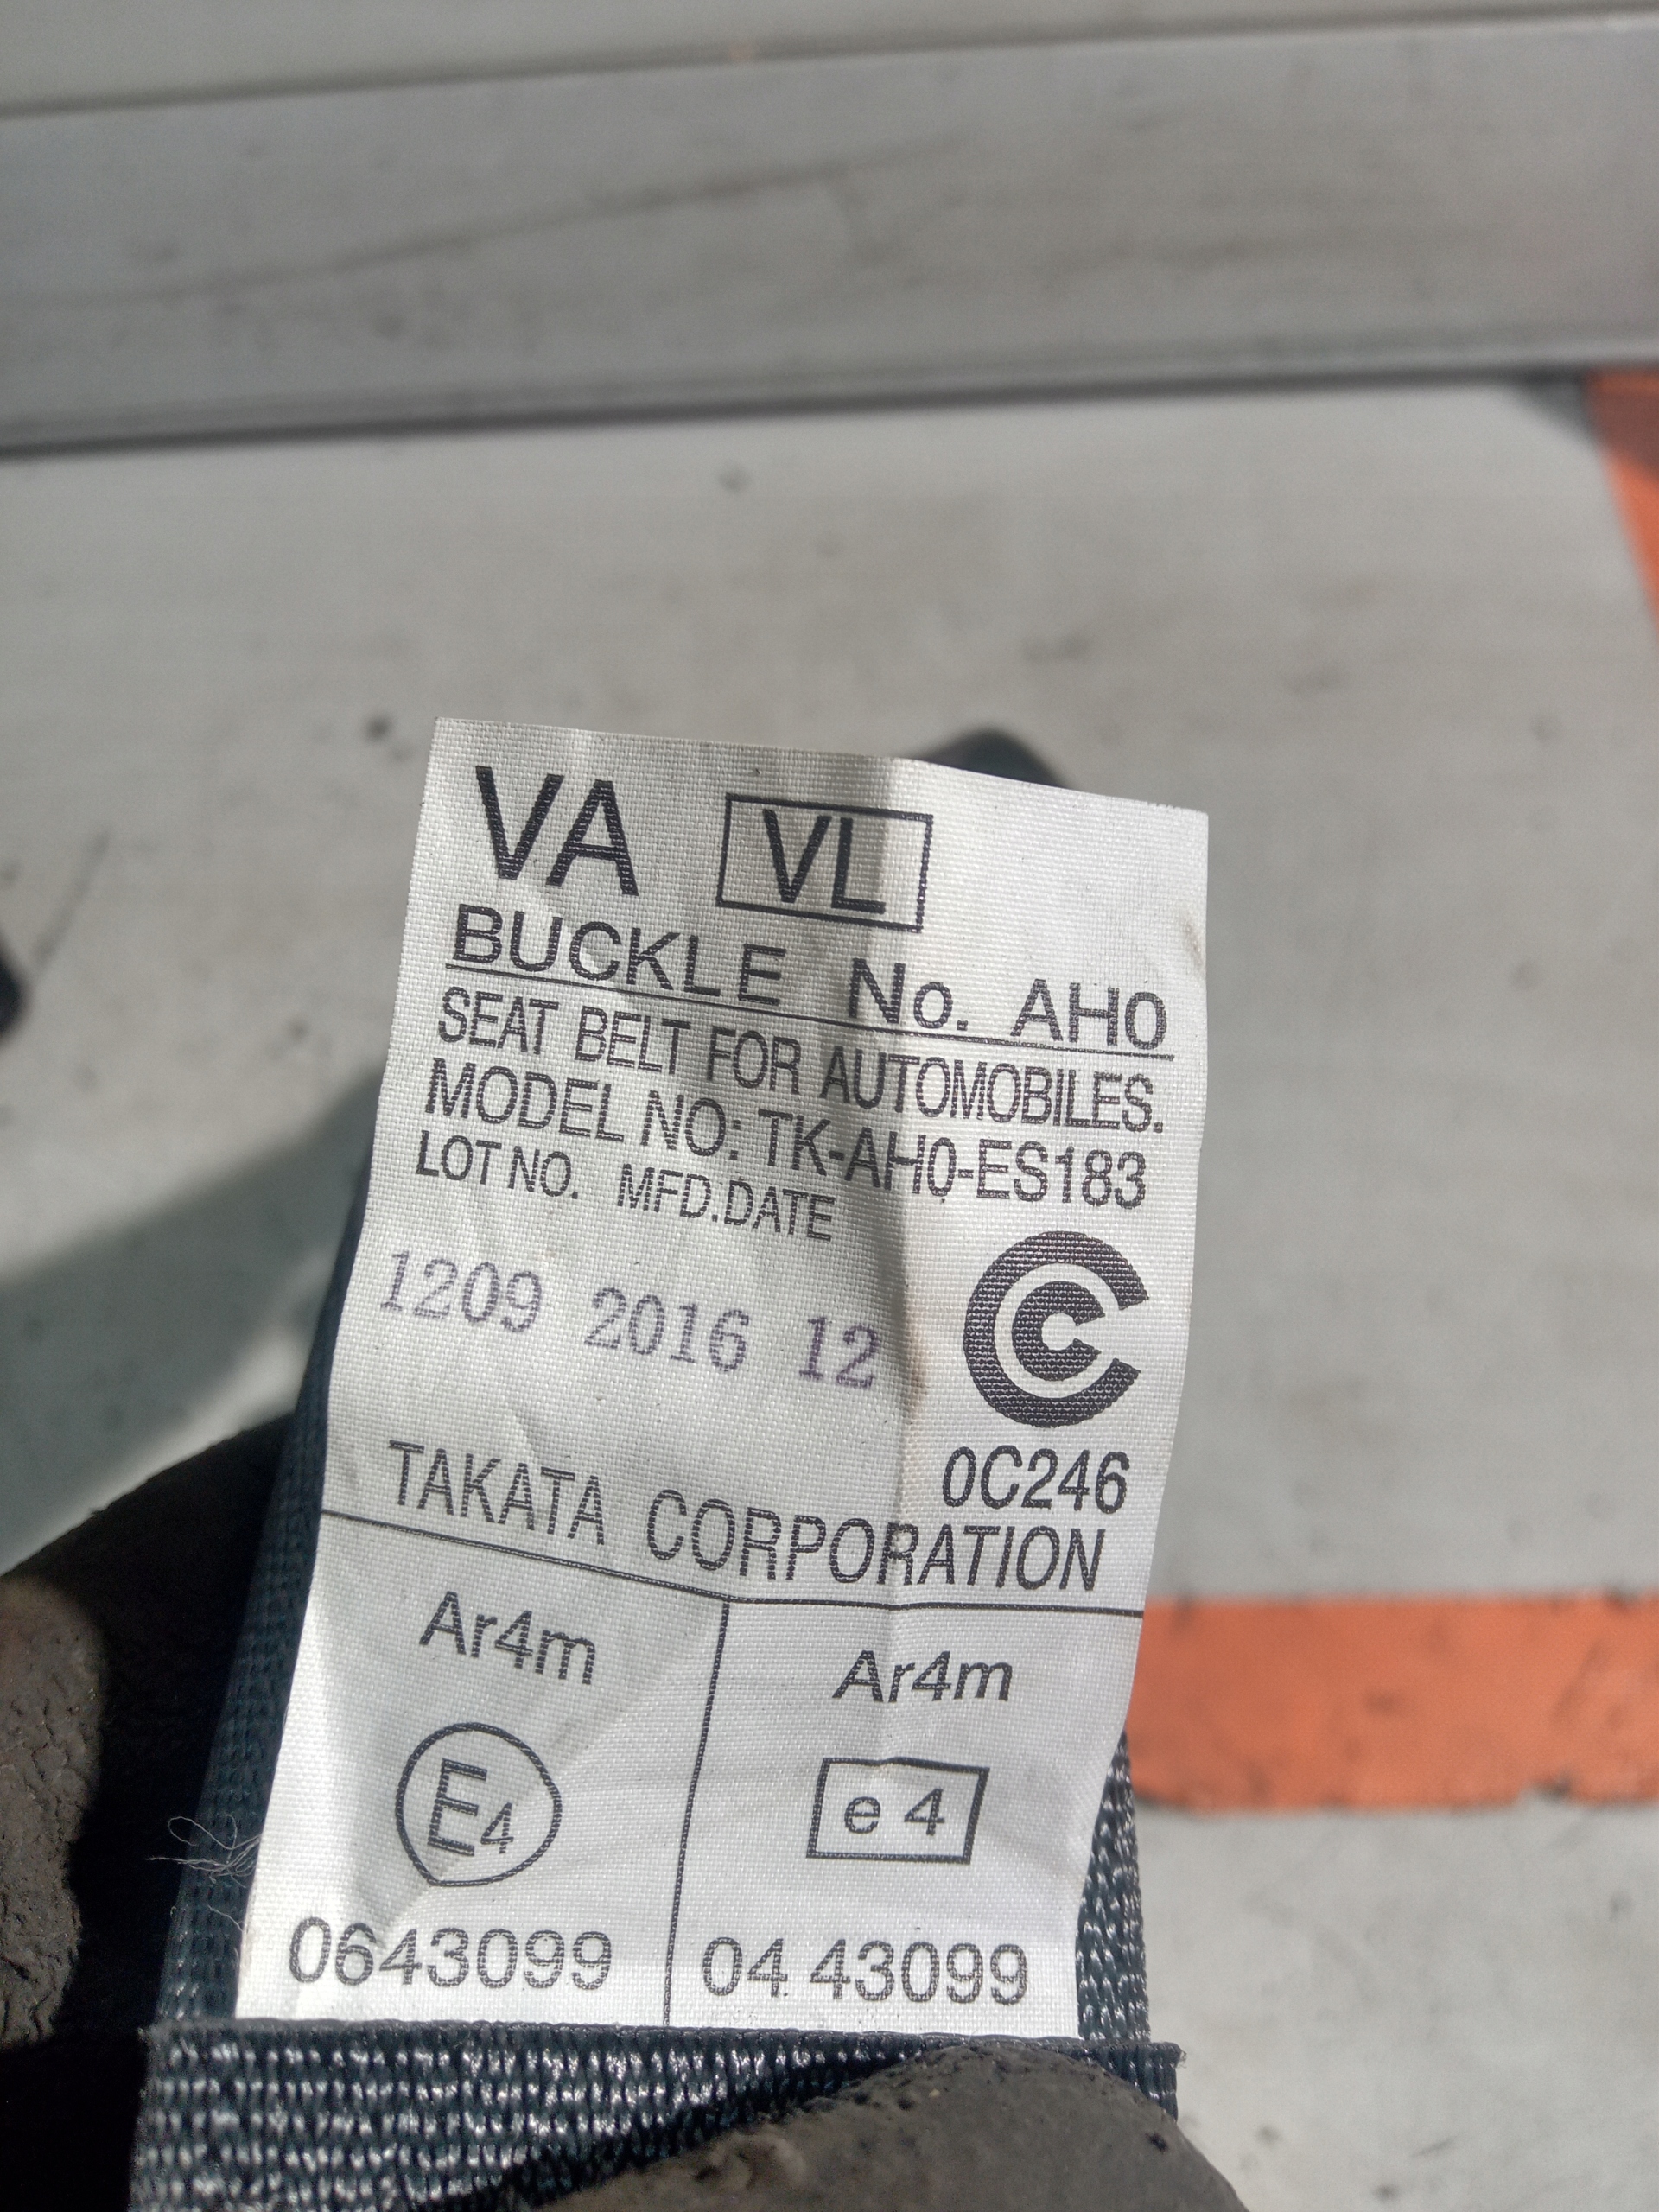 VA VL
BUCKLE No. AH0
SEAT BELT FOR AUTOMOBILES.
MODEL NO: TK-AH0-ES183
LOT NO. MFD.DATE
1209 2016 12
0C246
TAKATA CORPORATION
Ar4m
E4
0643099
Ar4m
e 4
04 43099